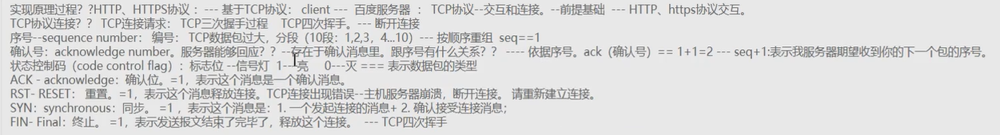 实现原理过程？?HTTP、HTTPS协议 ：--- 基于TCP协议： client --- 百度服务器 ： TCP协议--交互和连接。--前提基础 --- HTTP、https协议交互。
TCP协议连接？？ TCP连接请求： TCP三次握手过程 TCP四次挥手。--- 断开连接
序号--sequence number： 编号： TCP数据包过大，分段（10段：1,2,3，4...10）--- 按顺序重组 seq==1
确认号：acknowledge number。服务器能够回应？？--存在于确认消息里。跟序号有什么关系？？ ---- 依据序号。ack（确认号）== 1+1=2 --- seq+1:表示我服务器期望收到你的下一个包的序号。
状态控制码（code control flag）：标志位 --信号灯 1---亮 0---灭 === 表示数据包的类型
ACK - acknowledge：确认位。=1，表示这个消息是一个确认消息。
RST- RESET： 重置。=1，表示这个消息释放连接。TCP连接出现错误--主机服务器崩溃，断开连接。 请重新建立连接。
SYN：synchronous：同步。 =1 ，表示这个消息是：1. 一个发起连接的消息+ 2. 确认接受连接消息；
FIN- Final：终止。 =1，表示发送报文结束了完毕了，释放这个连接。 --- TCP四次挥手